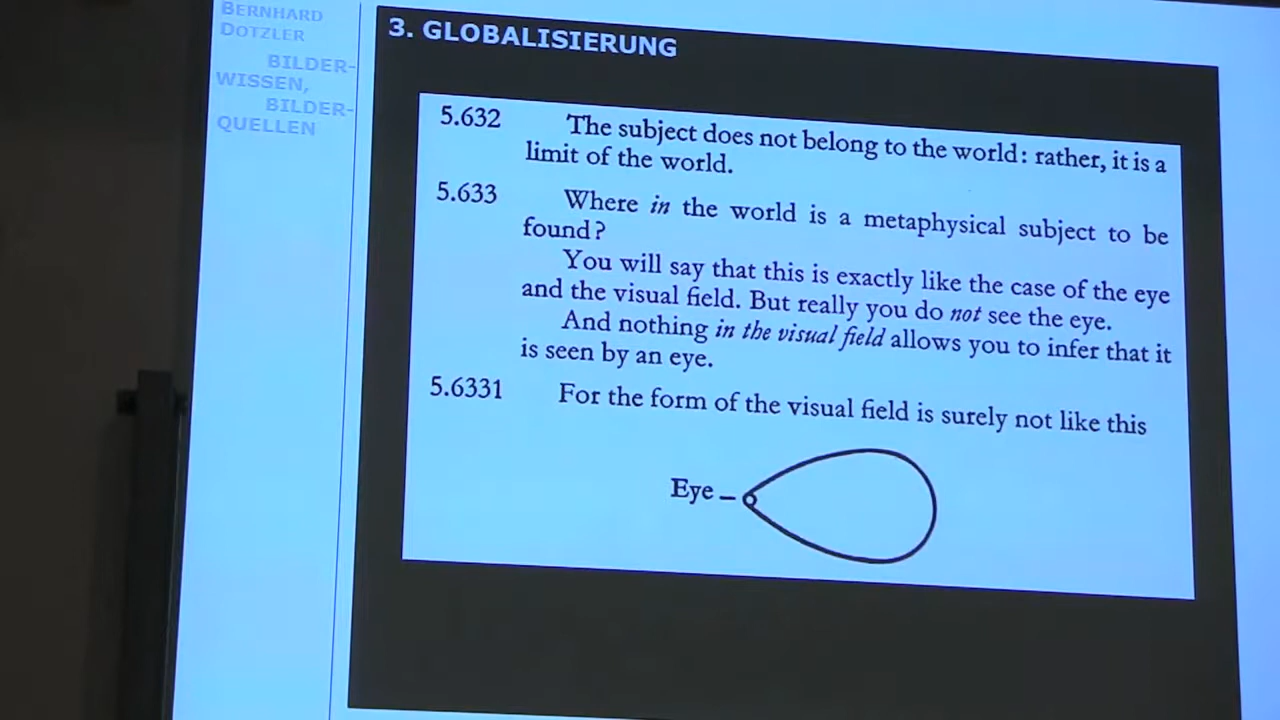 BERNHARD
DOTZLER
BILDER-
WISSEN,
BILDER-
QUELLEN
3. GLOBALISIERUNG
5.632 The subject does not belong to the world: rather, it is a
limit of the world.
5.633 Where in the world is a metaphysical subject to be
found?
You will say that this is exactly like the case of the eye
and the visual field. But really you do not see the eye.
And nothing in the visual field allows you to infer that it
is seen by an eye.
5.6331 For the form of the visual field is surely not like this
Eye –